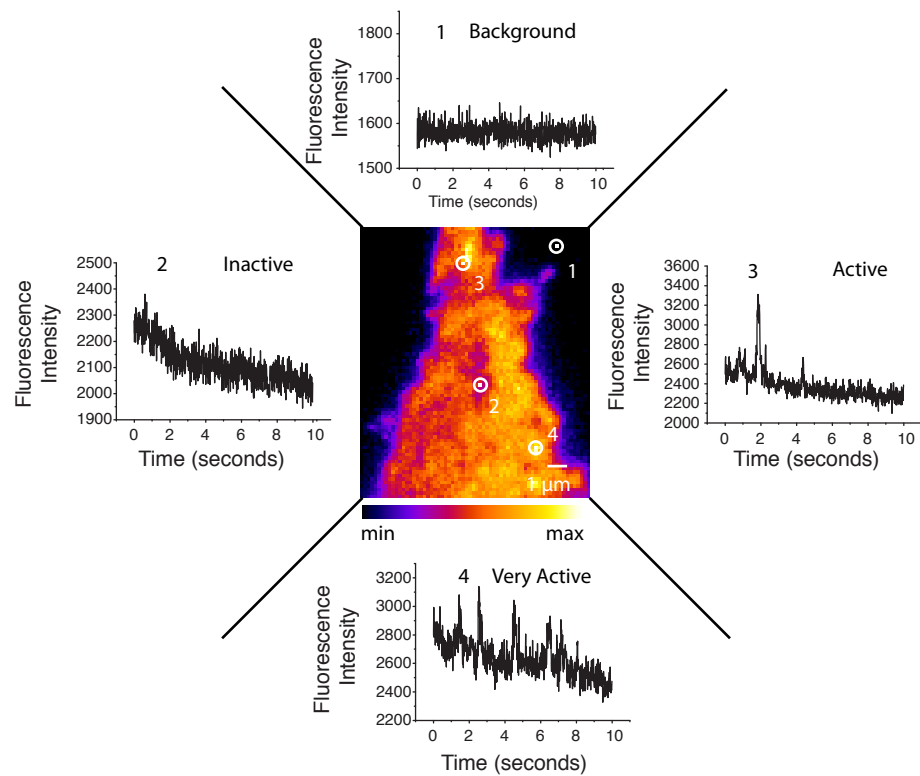 1 Background
Fluorescence
Intensity
1850
1800
1700
1600
1500
0 2 4 6 8 10
Time (seconds)
2 Inactive
Fluorescence
Intensity
2500
2400
2300
2200
2100
2000
1900
0 2 4 6 8 10
Time (seconds)
1
3
2
4
1 μm
min max
3 Active
Fluorescence
Intensity
3600
3400
3200
3000
2800
2600
2400
2200
2000
0 2 4 6 8 10
Time (seconds)
4 Very Active
Fluorescence
Intensity
3200
3000
2800
2600
2400
2200
0 2 4 6 8 10
Time (seconds)